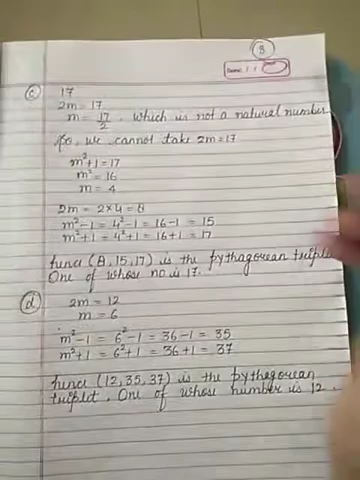 3
Date: / /
(c) 17
2m = 17
m = 17/2, which is not a natural number
So, we cannot take 2m = 17
m²+1 = 17
m² = 16
m = 4
2m = 2×4 = 8
m²-1 = 4²-1 = 16-1 = 15
m²+1 = 4²+1 = 16+1 = 17
hence (8, 15, 17) is the pythagorean triplet
One of whose no is 17.
(d) 2m = 12
m = 6
m²-1 = 6²-1 = 36-1 = 35
m²+1 = 6²+1 = 36+1 = 37
hence (12, 35, 37) is the pythegorean
triplet. One of whose number is 12.